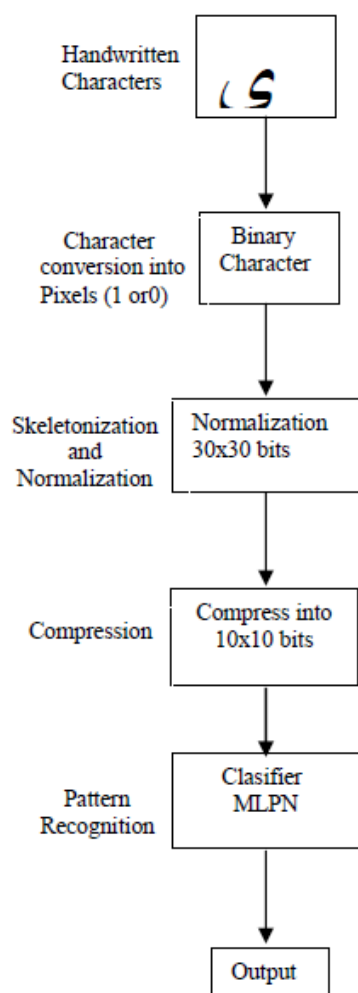 Handwritten
Characters
Character
conversion into
Pixels (1 or0)
Binary
Character
Skeletonization
and
Normalization
Normalization
30x30 bits
Compression
Compress into
10x10 bits
Pattern
Recognition
Clasifier
MLPN
Output